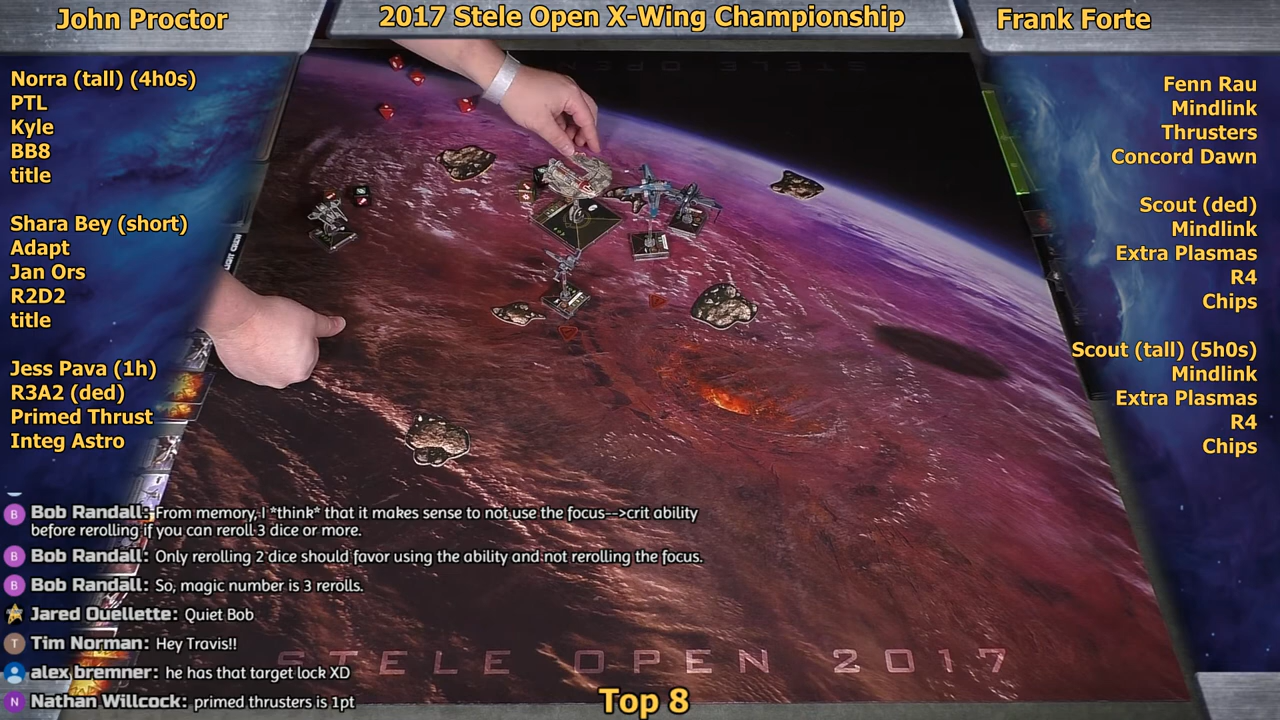 John Proctor
2017 Stele Open X-Wing Championship
Frank Forte
Norra (tall) (4h0s)
PTL
Kyle
BB8
title
Shara Bey (short)
Adapt
Jan Ors
R2D2
title
Jess Pava (1h)
R3A2 (ded)
Primed Thrust
Integ Astro
Fenn Rau
Mindlink
Thrusters
Concord Dawn
Scout (ded)
Mindlink
Extra Plasmas
R4
Chips
Scout (tall) (5h0s)
Mindlink
Extra Plasmas
R4
Chips
STELE OPEN
B Bob Randall: From memory, I *think* that it makes sense to not use the focus-->crit ability
before rerolling if you can reroll 3 dice or more.
B Bob Randall: Only rerolling 2 dice should favor using the ability and not rerolling the focus.
B Bob Randall: So, magic number is 3 rerolls.
Jared Ouellette: Quiet Bob
T Tim Norman: Hey Travis!!
alex bremner: he has that target lock XD
N Nathan Willcock: primed thrusters is 1pt
STELE OPEN 2017
Top 8